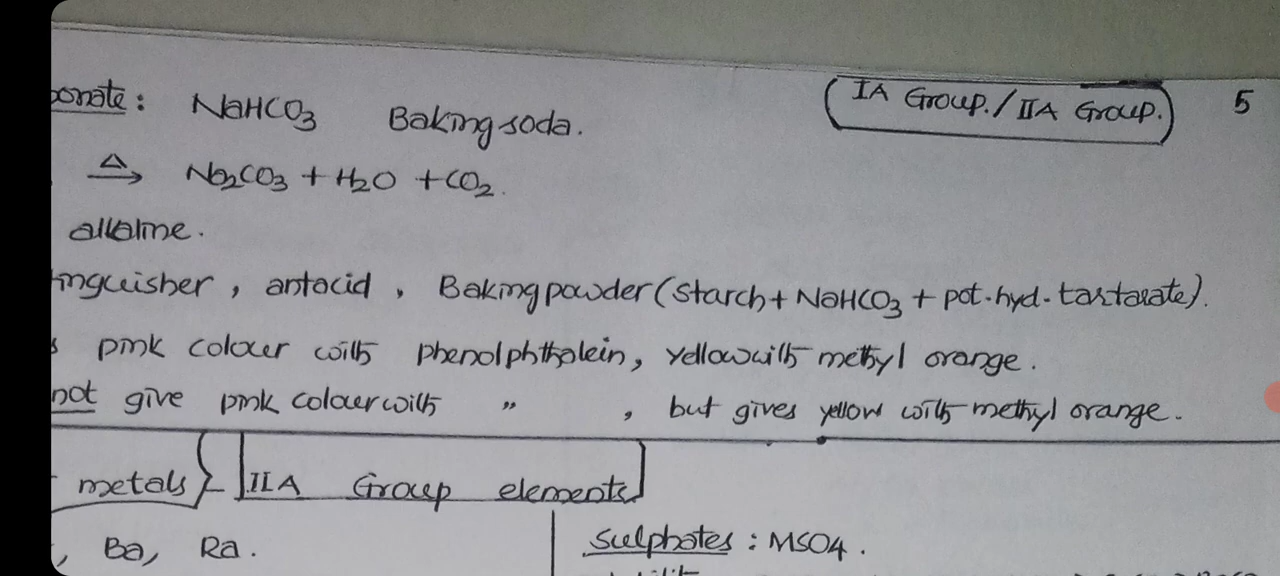 bonate: NaHCO3 Baking soda. (IA Group. / IIA Group.) 5
Δ→ Na2CO3 + H2O + CO2.
alkaline.
tinguisher, antacid, Baking powder (starch + NaHCO3 + pot. hyd. tartarate).
s pink colour with phenolphthalein, yellow with methyl orange.
not give pink colour with " , but gives yellow with methyl orange.
metals} IIA Group elements
, Ba, Ra.
Sulphates : MSO4.